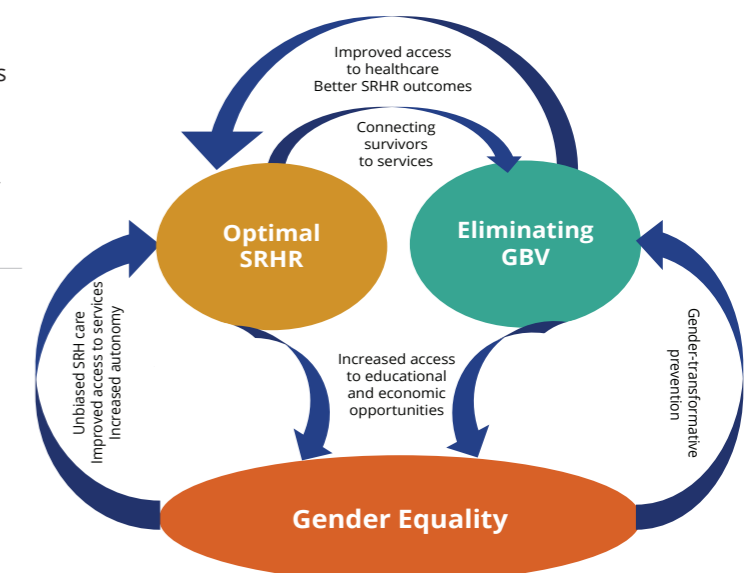 s
Improved access
to healthcare
Better SRHR outcomes
Connecting
survivors
to services
Optimal
SRHR
Eliminating
GBV
Unbiased SRH care
Improved access to services
Increased autonomy
Increased access
to educational
and economic
opportunities
Gender-transformative
prevention
Gender Equality